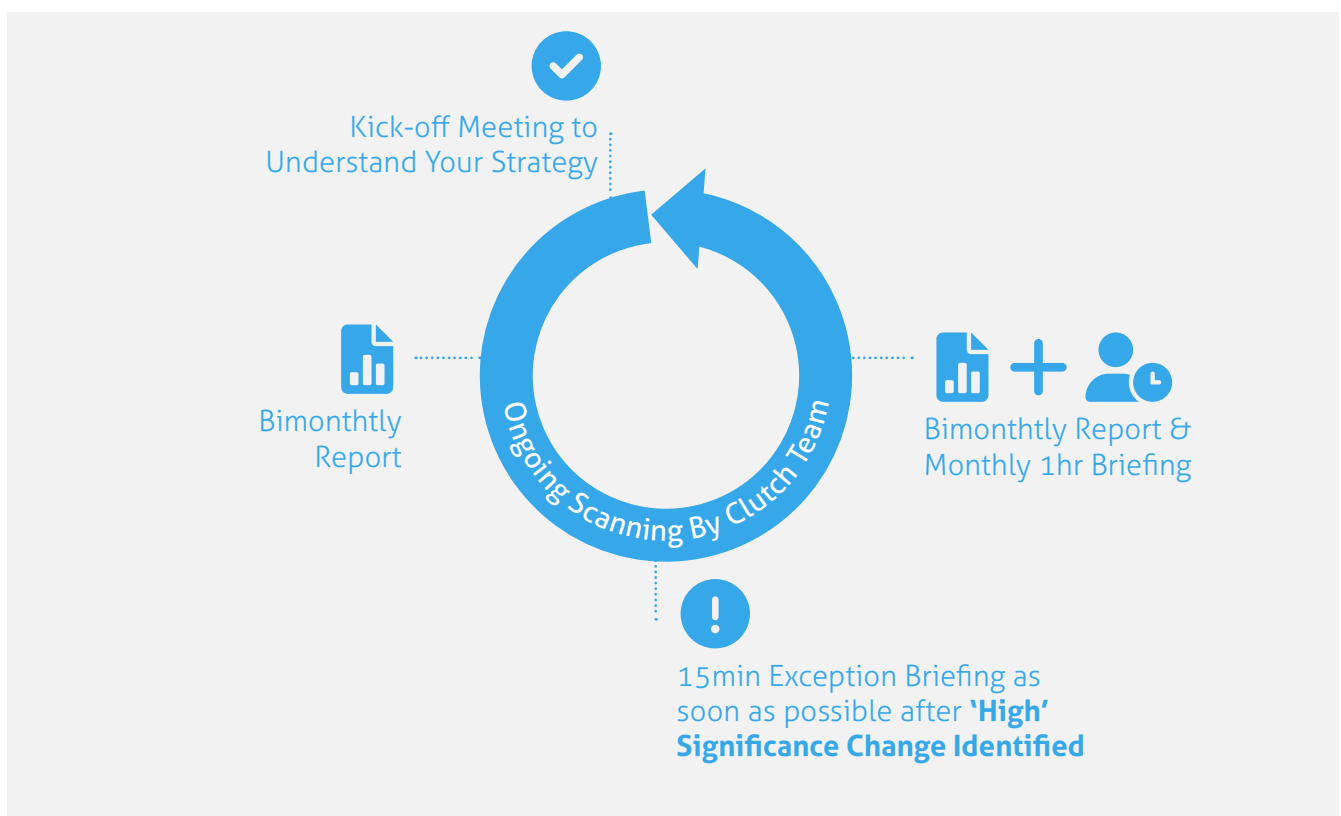 Kick-off Meeting to
Understand Your Strategy
Bimonthtly
Report
Ongoing Scanning By Clutch Team
Bimonthtly Report &
Monthly 1hr Briefing
15min Exception Briefing as
soon as possible after ‘High’
Significance Change Identified